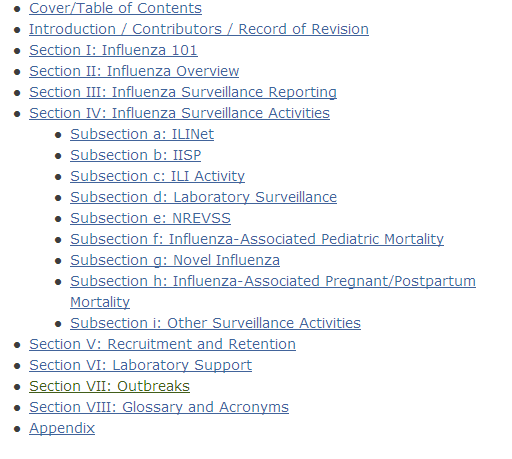 Cover/Table of Contents
Introduction / Contributors / Record of Revision
Section I: Influenza 101
Section II: Influenza Overview
Section III: Influenza Surveillance Reporting
Section IV: Influenza Surveillance Activities
Subsection a: ILINet
Subsection b: IISP
Subsection c: ILI Activity
Subsection d: Laboratory Surveillance
Subsection e: NREVSS
Subsection f: Influenza-Associated Pediatric Mortality
Subsection g: Novel Influenza
Subsection h: Influenza-Associated Pregnant/Postpartum
Mortality
Subsection i: Other Surveillance Activities
Section V: Recruitment and Retention
Section VI: Laboratory Support
Section VII: Outbreaks
Section VIII: Glossary and Acronyms
Appendix